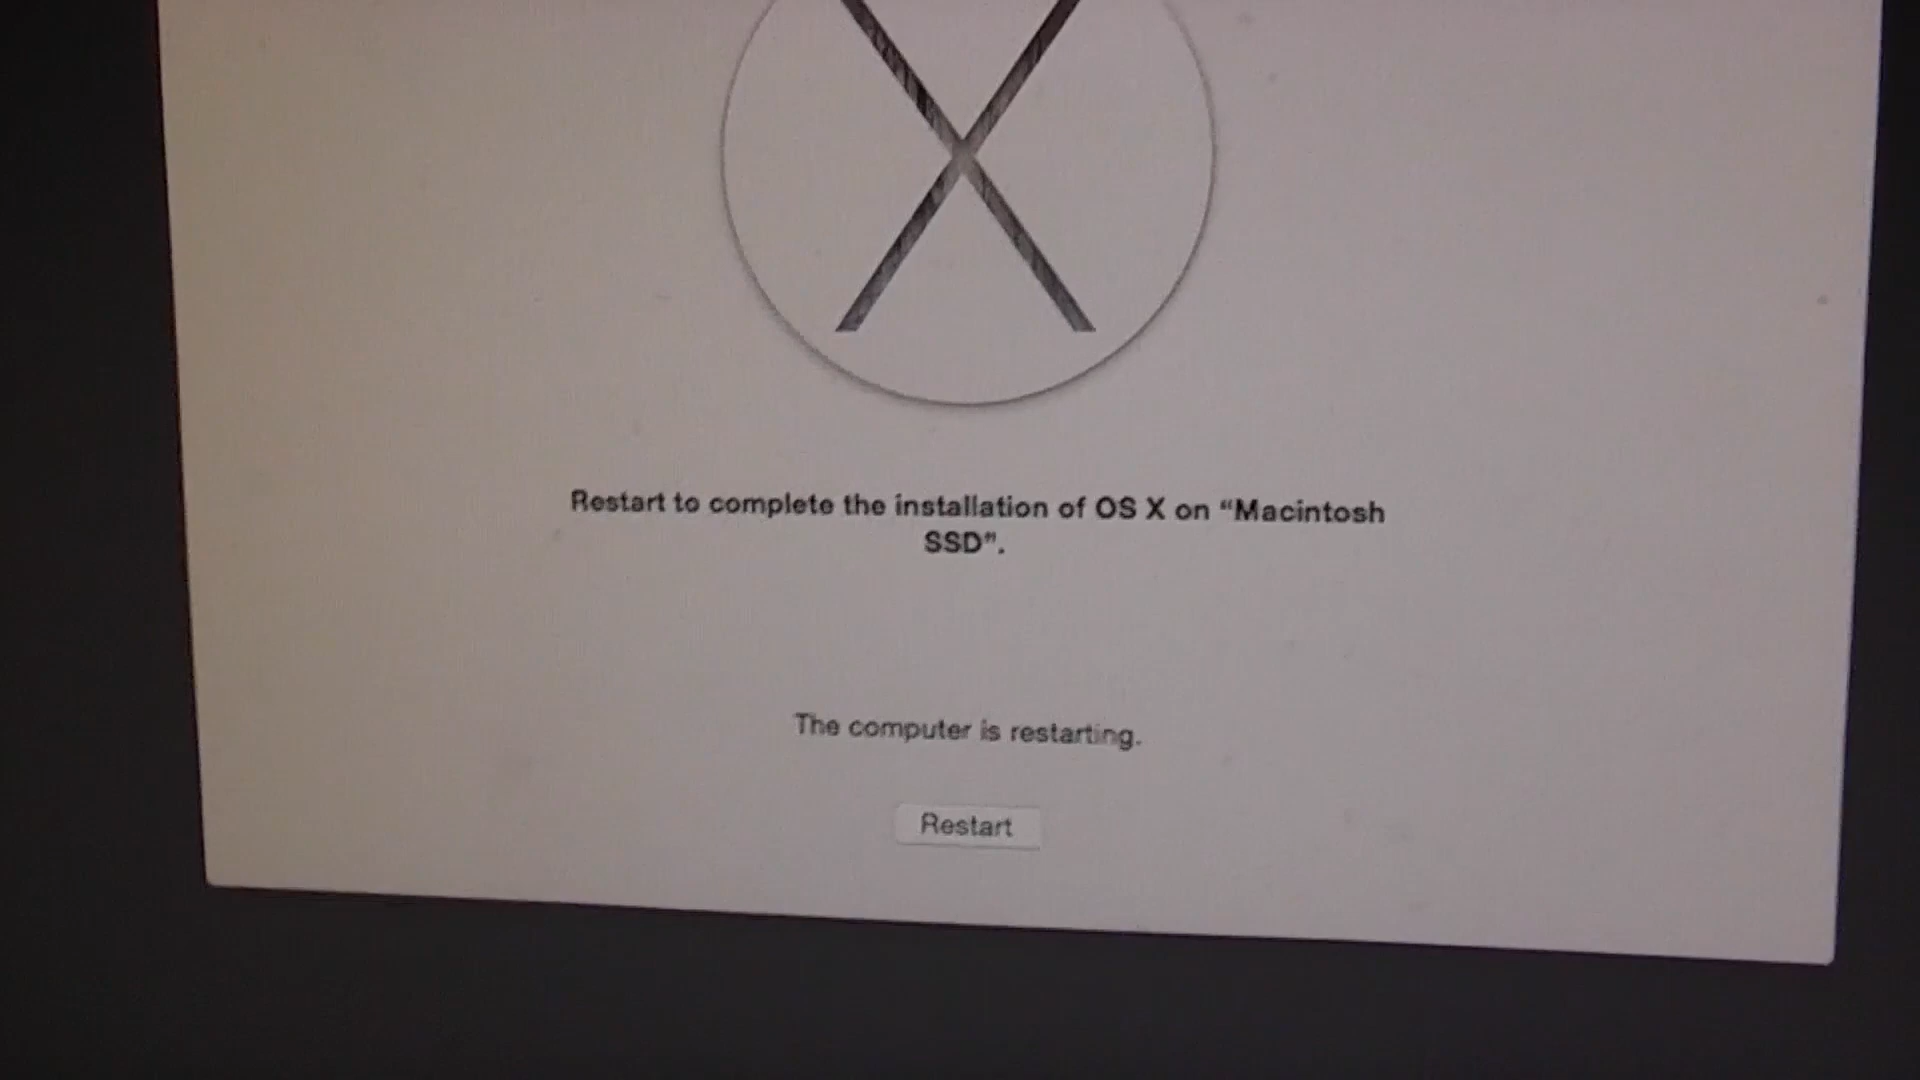 Restart to complete the installation of OS X on “Macintosh
SSD”.
The computer is restarting.
Restart